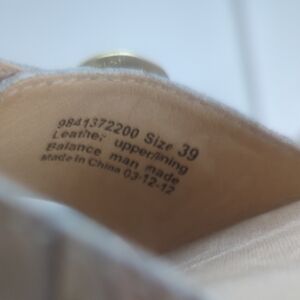 9841372200 Size 39
Leather upper/lining
Balance man made
Made in China 03-12-12